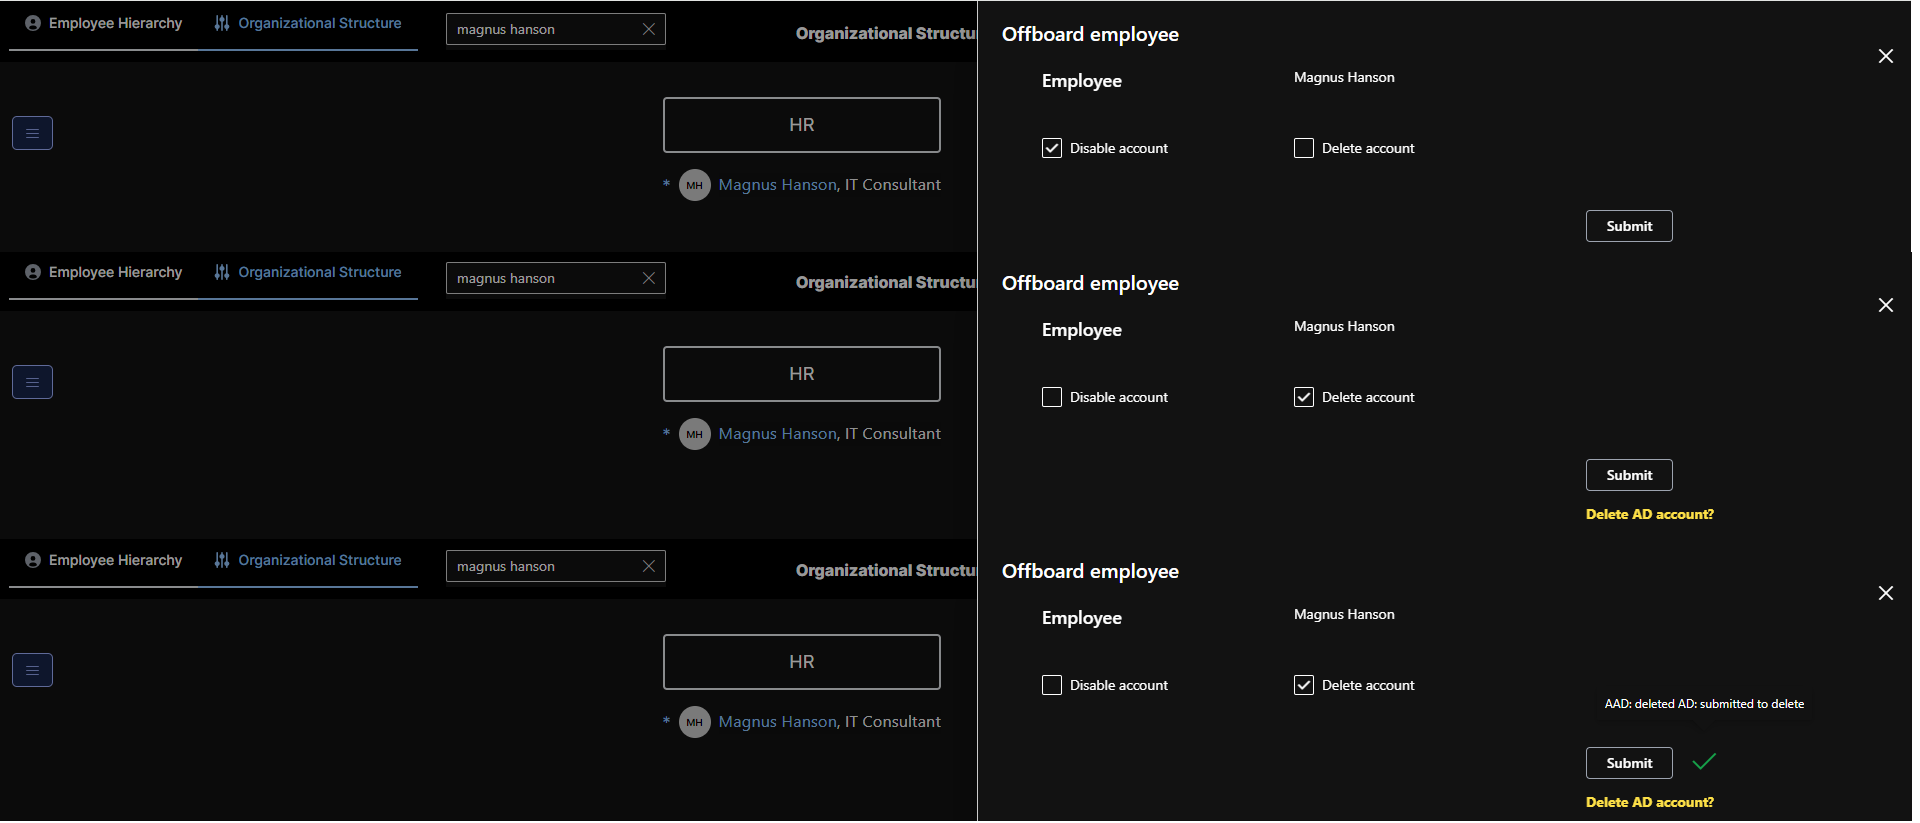 Employee Hierarchy
Organizational Structure
magnus hanson
Organizational Structu
HR
* MH Magnus Hanson, IT Consultant
Offboard employee
Employee
Magnus Hanson
Disable account
Delete account
Submit
Employee Hierarchy
Organizational Structure
magnus hanson
Organizational Structu
HR
* MH Magnus Hanson, IT Consultant
Offboard employee
Employee
Magnus Hanson
Disable account
Delete account
Submit
Delete AD account?
Employee Hierarchy
Organizational Structure
magnus hanson
Organizational Structu
HR
* MH Magnus Hanson, IT Consultant
Offboard employee
Employee
Magnus Hanson
Disable account
Delete account
AAD: deleted AD: submitted to delete
Submit
Delete AD account?